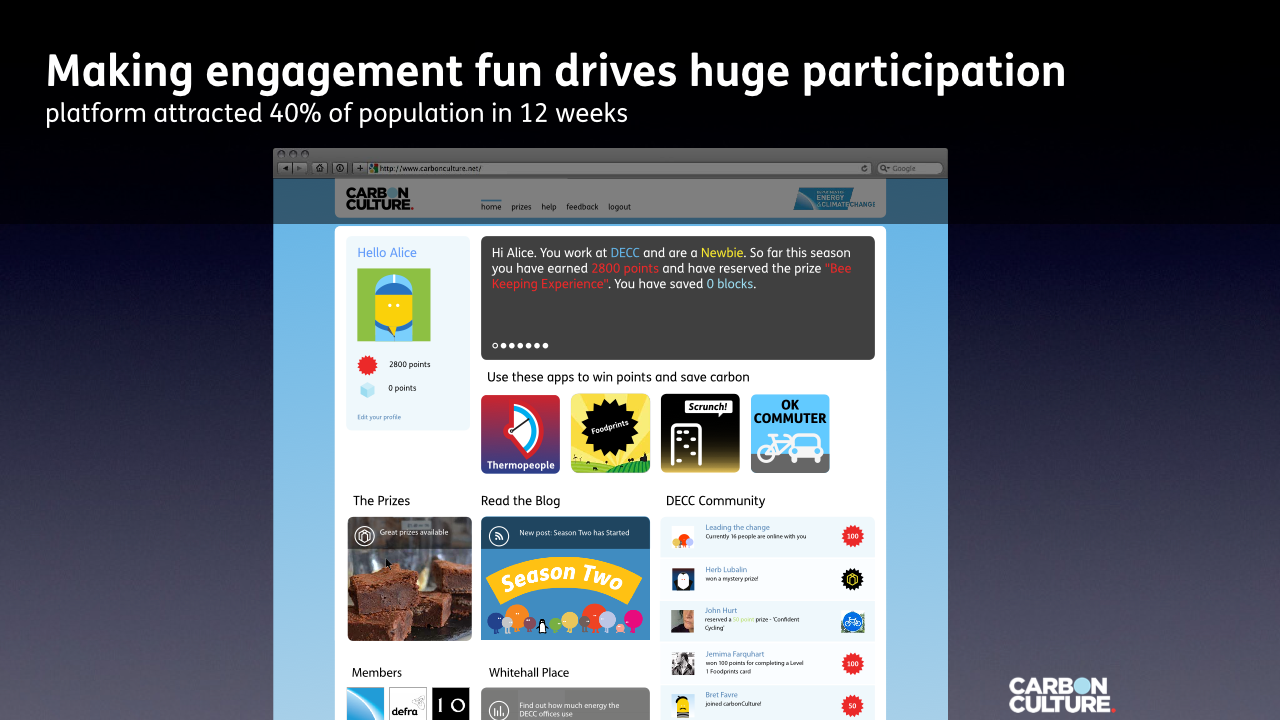 Making engagement fun drives huge participation
platform attracted 40% of population in 12 weeks
http://www.carbonculture.net/
Google
CARBON
CULTURE.
home prizes help feedback logout
DEPARTMENT OF
ENERGY
& CLIMATE CHANGE
Hello Alice
2800 points
0 points
Edit your profile
Hi Alice. You work at DECC and are a Newbie. So far this season
you have earned 2800 points and have reserved the prize "Bee
Keeping Experience". You have saved 0 blocks.
Use these apps to win points and save carbon
Thermopeople
Foodprints
Scrunch!
OK
COMMUTER
The Prizes
Great prizes available
Read the Blog
New post: Season Two has Started
Season Two
DECC Community
Leading the change
Currently 16 people are online with you
100
Herb Lubalin
won a mystery prize!
John Hurt
reserved a 50 point prize - 'Confident
Cycling'
Jemima Farquhart
won 100 points for completing a Level
1 Foodprints card
100
Bret Favre
joined carbonCulture!
50
Members
defra
10
Whitehall Place
Find out how much energy the
DECC offices use
CARBON
CULTURE.